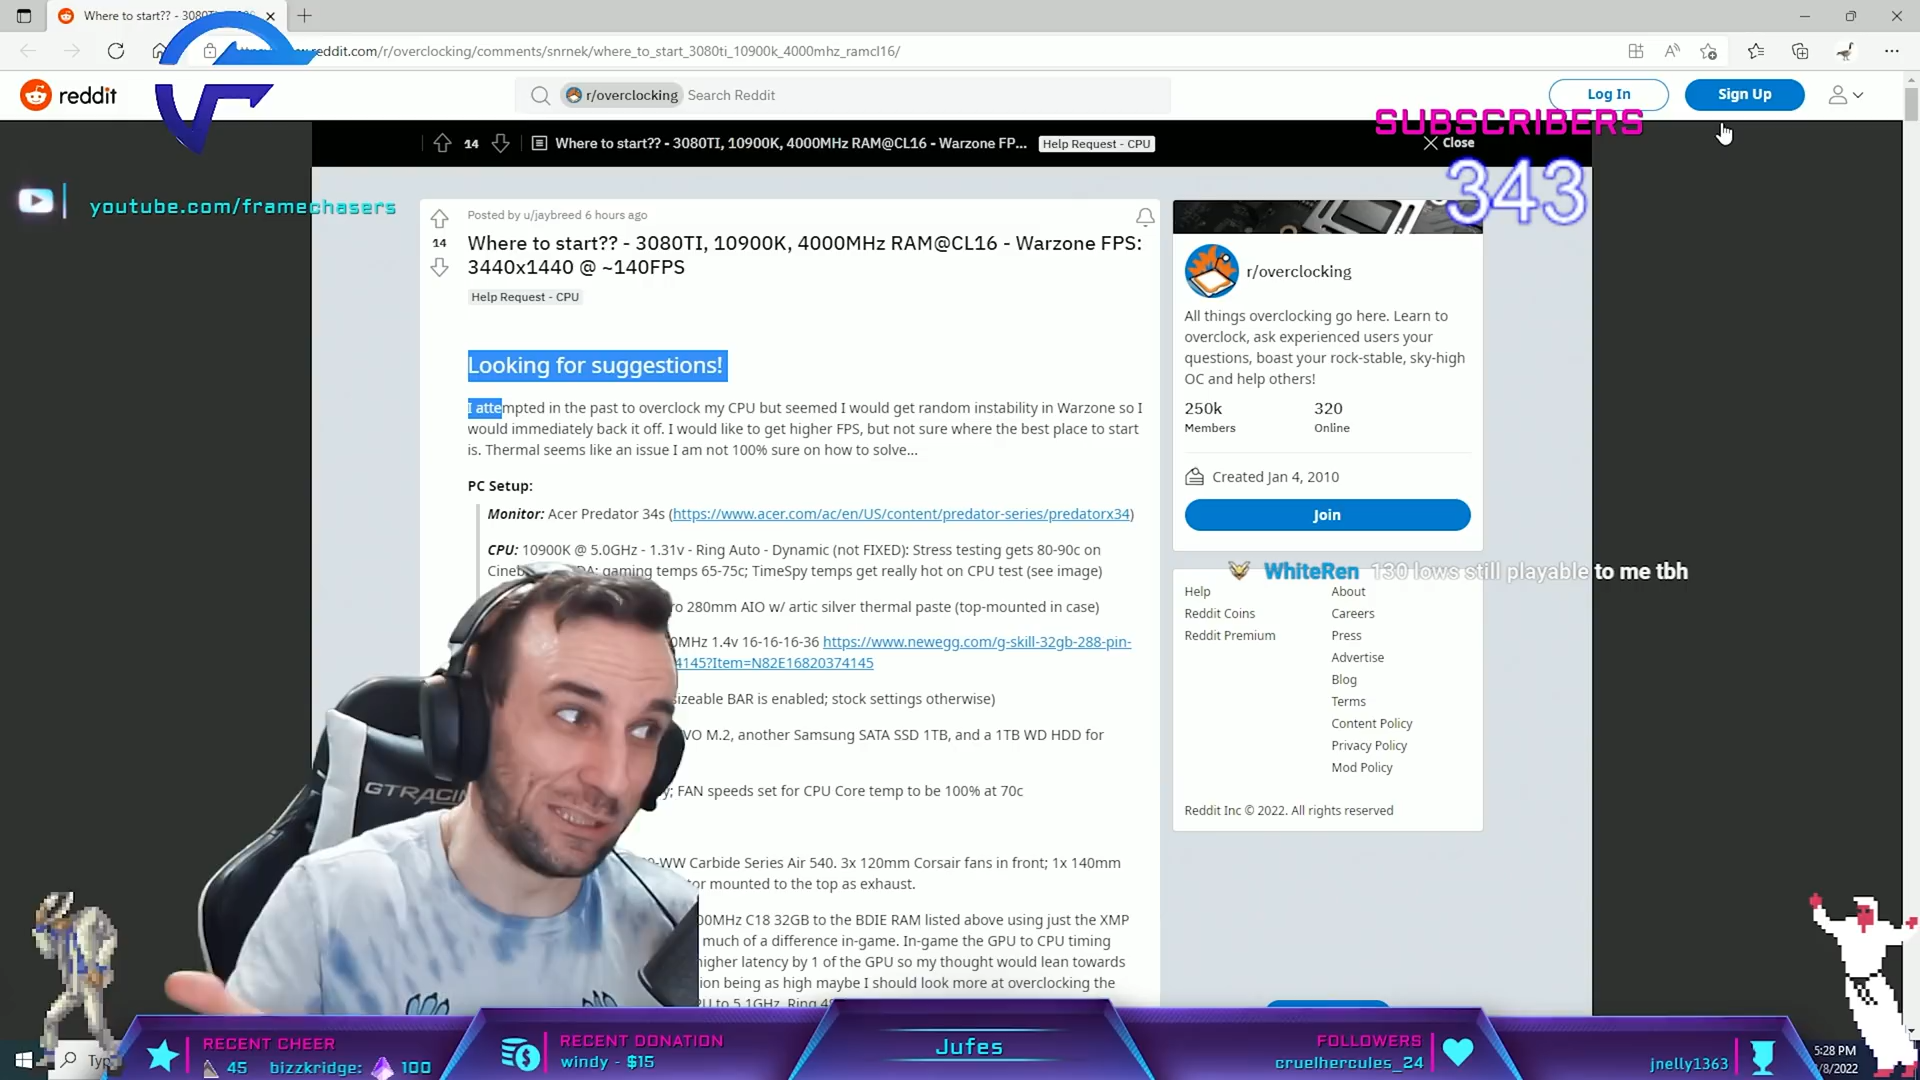 Where to start?? - 3080TI, 10900
reddit.com/r/overclocking/comments/snrnek/where_to_start_3080ti_10900k_4000mhz_ramcl16/
reddit
r/overclocking Search Reddit
Log In
Sign Up
SUBSCRIBERS
343
14
Where to start?? - 3080TI, 10900K, 4000MHz RAM@CL16 - Warzone FP...
Help Request - CPU
Close
youtube.com/framechasers
Posted by u/jaybreed 6 hours ago
14
Where to start?? - 3080TI, 10900K, 4000MHz RAM@CL16 - Warzone FPS:
3440x1440 @ ~140FPS
Help Request - CPU
Looking for suggestions!
I attempted in the past to overclock my CPU but seemed I would get random instability in Warzone so I
would immediately back it off. I would like to get higher FPS, but not sure where the best place to start
is. Thermal seems like an issue I am not 100% sure on how to solve...
PC Setup:
Monitor: Acer Predator 34s (https://www.acer.com/ac/en/US/content/predator-series/predatorx34)
CPU: 10900K @ 5.0GHz - 1.31v - Ring Auto - Dynamic (not FIXED): Stress testing gets 80-90c on
gaming temps 65-75c; TimeSpy temps get really hot on CPU test (see image)
280mm AIO w/ artic silver thermal paste (top-mounted in case)
0MHz 1.4v 16-16-16-36 https://www.newegg.com/g-skill-32gb-288-pin-
4145?Item=N82E16820374145
sizeable BAR is enabled; stock settings otherwise)
VO M.2, another Samsung SATA SSD 1TB, and a 1TB WD HDD for
y; FAN speeds set for CPU Core temp to be 100% at 70c
-WW Carbide Series Air 540. 3x 120mm Corsair fans in front; 1x 140mm
or mounted to the top as exhaust.
00MHz C18 32GB to the BDIE RAM listed above using just the XMP
much of a difference in-game. In-game the GPU to CPU timing
igher latency by 1 of the GPU so my thought would lean towards
ion being as high maybe I should look more at overclocking the
to 5.1GHz, Ring
r/overclocking
All things overclocking go here. Learn to
overclock, ask experienced users your
questions, boast your rock-stable, sky-high
OC and help others!
250k
Members
320
Online
Created Jan 4, 2010
Join
WhiteRen 130 lows still playable to me tbh
Help
Reddit Coins
Reddit Premium
About
Careers
Press
Advertise
Blog
Terms
Content Policy
Privacy Policy
Mod Policy
Reddit Inc © 2022. All rights reserved
GTRACIN
RECENT CHEER
45 bizzkridge: 100
RECENT DONATION
windy - $15
Jufes
FOLLOWERS
cruelhercules_24
jnelly1363
Typ
5:28 PM
/8/2022